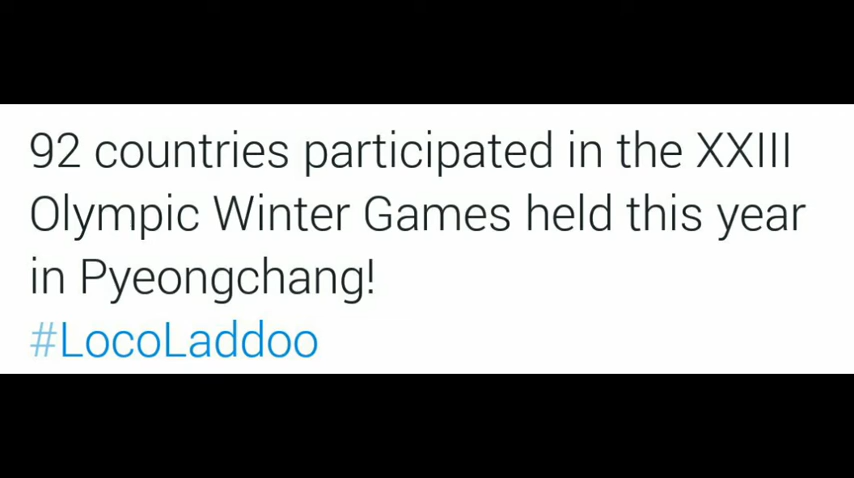 92 countries participated in the XXIII
Olympic Winter Games held this year
in Pyeongchang!
#LocoLaddoo